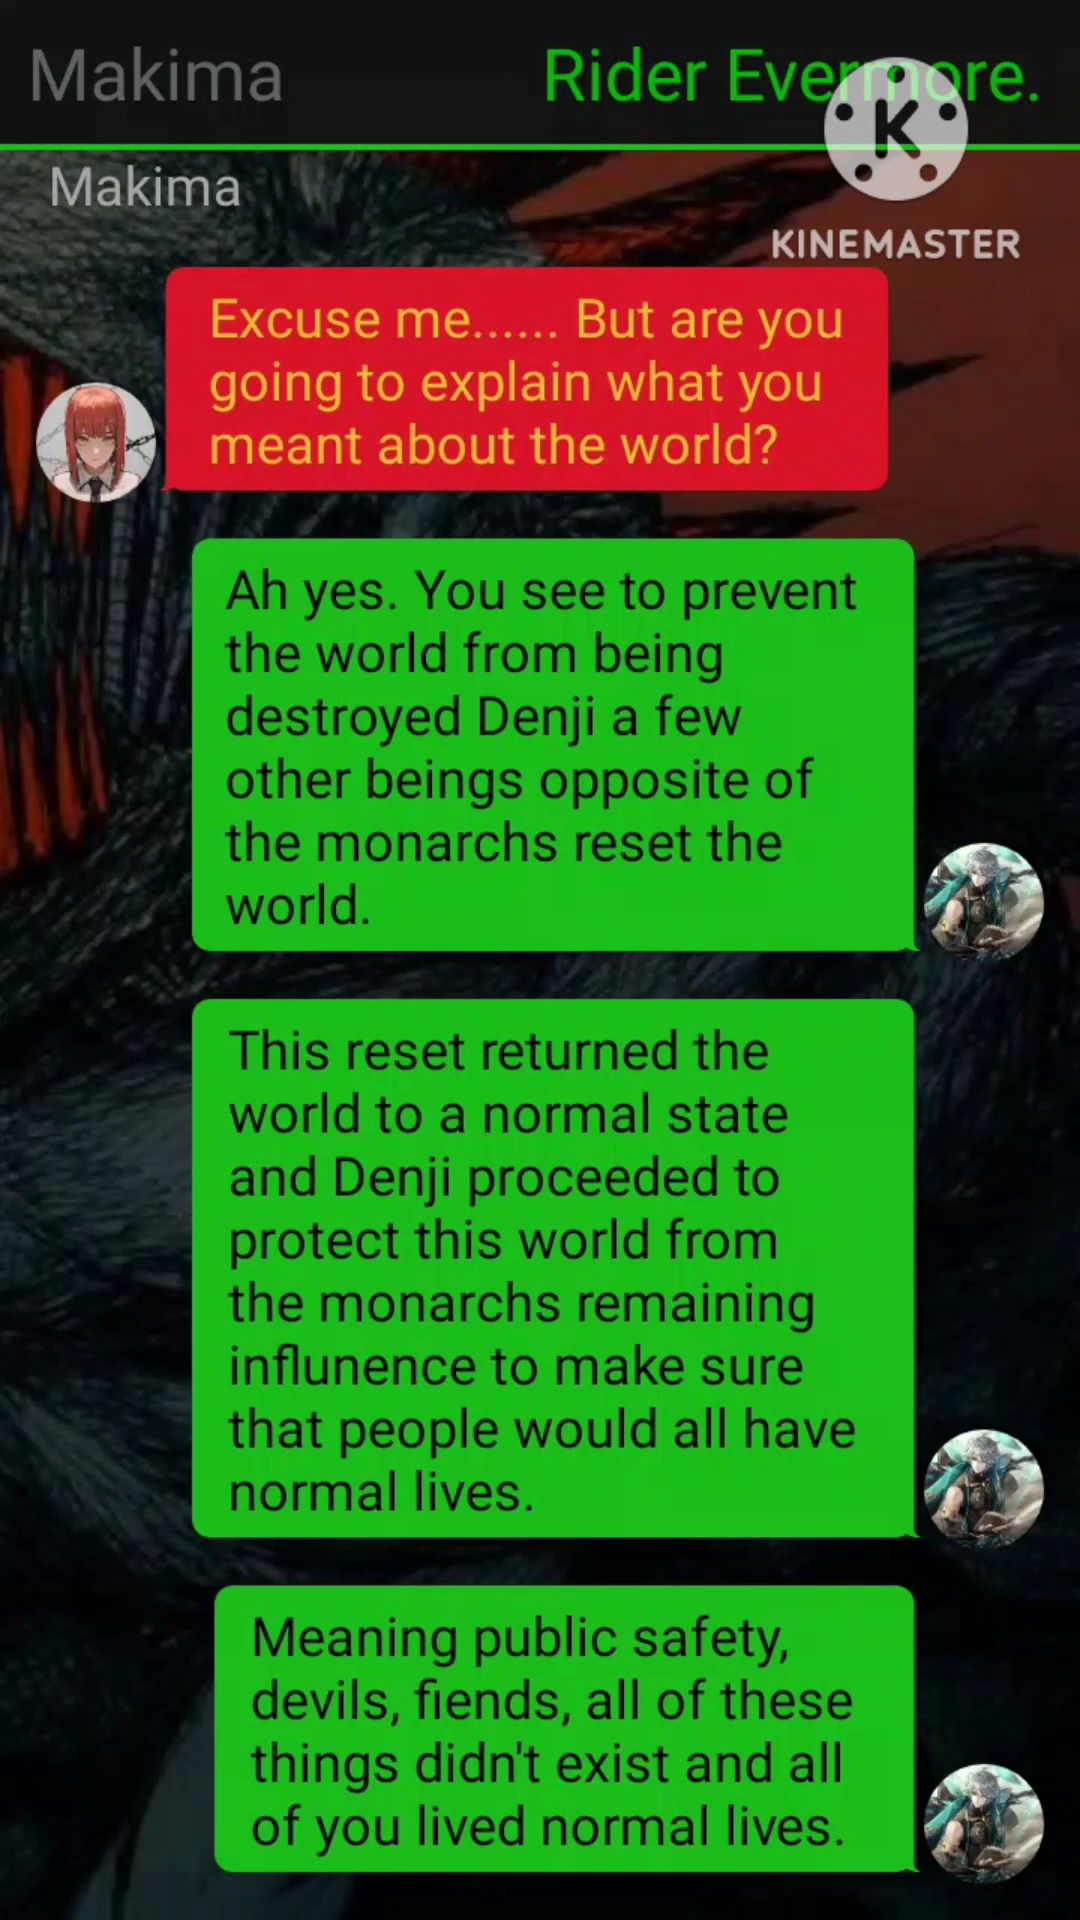 Makima
Rider Evermore.
K
KINEMASTER
Makima
Excuse me...... But are you
going to explain what you
meant about the world?
Ah yes. You see to prevent
the world from being
destroyed Denji a few
other beings opposite of
the monarchs reset the
world.
This reset returned the
world to a normal state
and Denji proceeded to
protect this world from
the monarchs remaining
influnence to make sure
that people would all have
normal lives.
Meaning public safety,
devils, fiends, all of these
things didn't exist and all
of you lived normal lives.